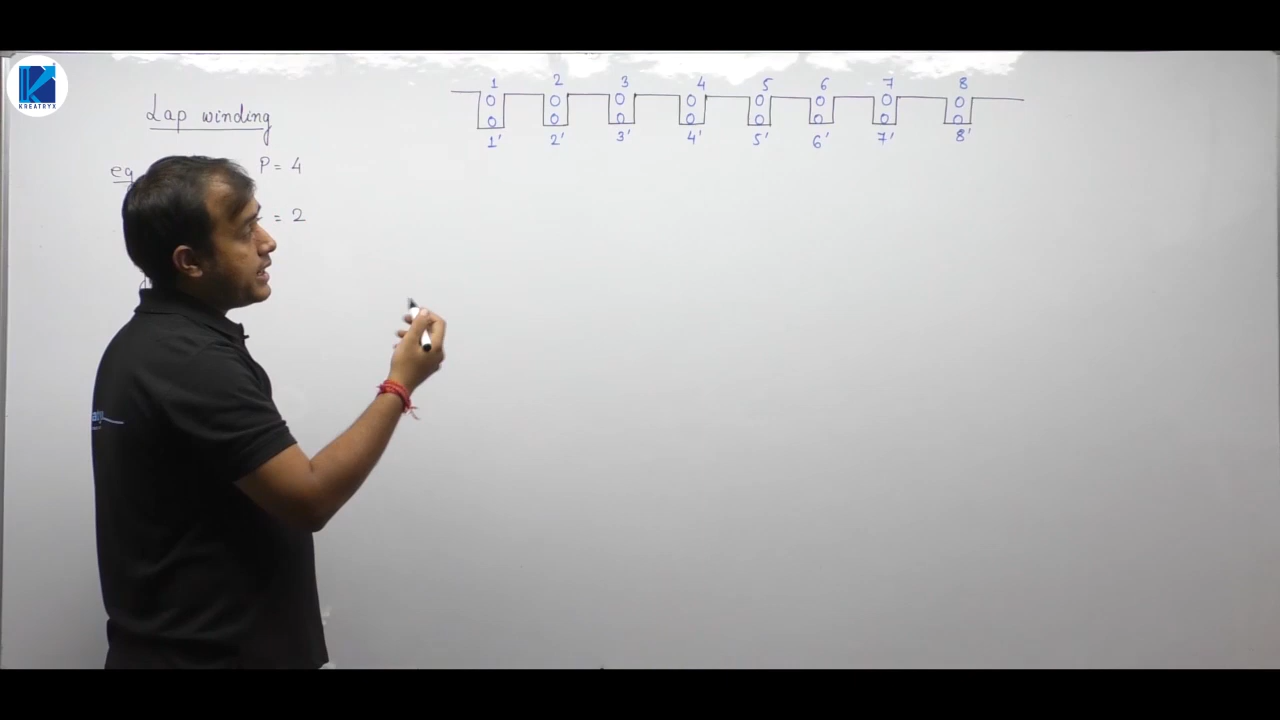 KREATRYX
Lap winding
eg P = 4
= 2
1 2 3 4 5 6 7 8
1' 2' 3' 4' 5' 6' 7' 8'